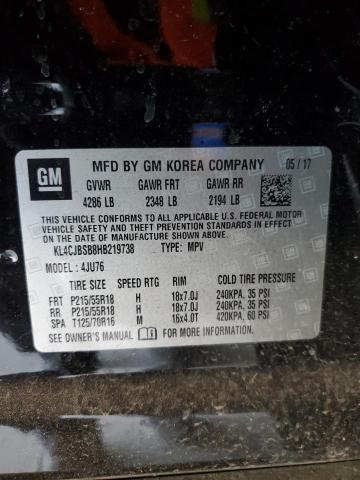 GM
MFD BY GM KOREA COMPANY 05/17
GVWR GAWR FRT GAWR RR
4286 LB 2348 LB 2194 LB
THIS VEHICLE CONFORMS TO ALL APPLICABLE U.S. FEDERAL MOTOR
VEHICLE SAFETY AND THEFT PREVENTION STANDARDS IN EFFECT
ON THE DATE OF MANUFACTURE SHOWN ABOVE.
KL4CJBSB8HB219738 TYPE: MPV
MODEL: 4JU76
TIRE SIZE SPEED RTG RIM COLD TIRE PRESSURE
FRT P215/55R18 H 18x7.0J 240KPA, 35 PSI
RR P215/55R18 H 18x7.0J 240KPA, 35 PSI
SPA T125/70R16 M 16x4.0T 420KPA, 60 PSI
SEE OWNER'S MANUAL FOR ADDITIONAL INFORMATION